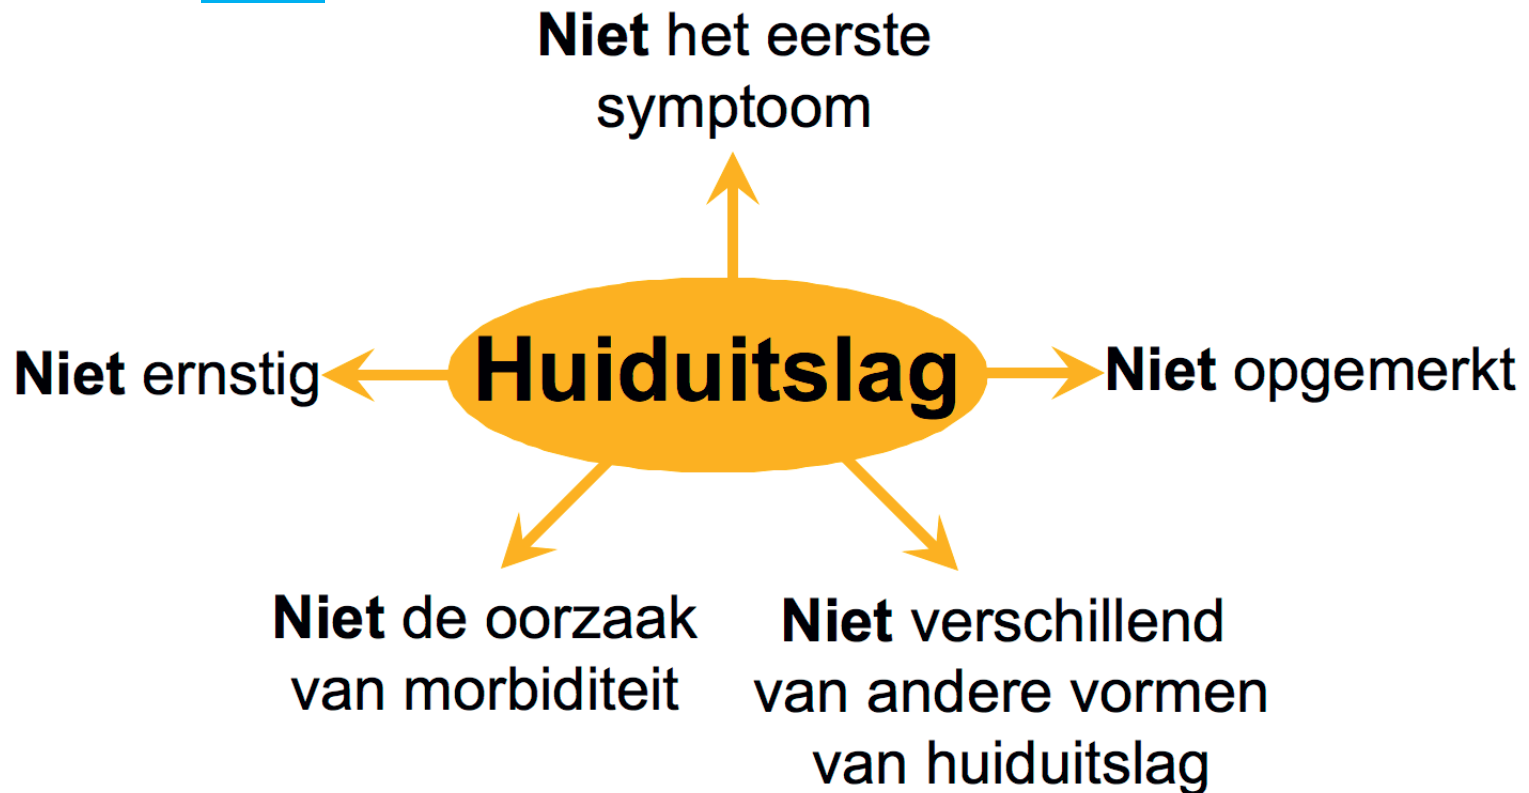 Niet het eerste
symptoom
Niet ernstig
Huiduitslag
Niet opgemerkt
Niet de oorzaak
van morbiditeit
Niet verschillend
van andere vormen
van huiduitslag